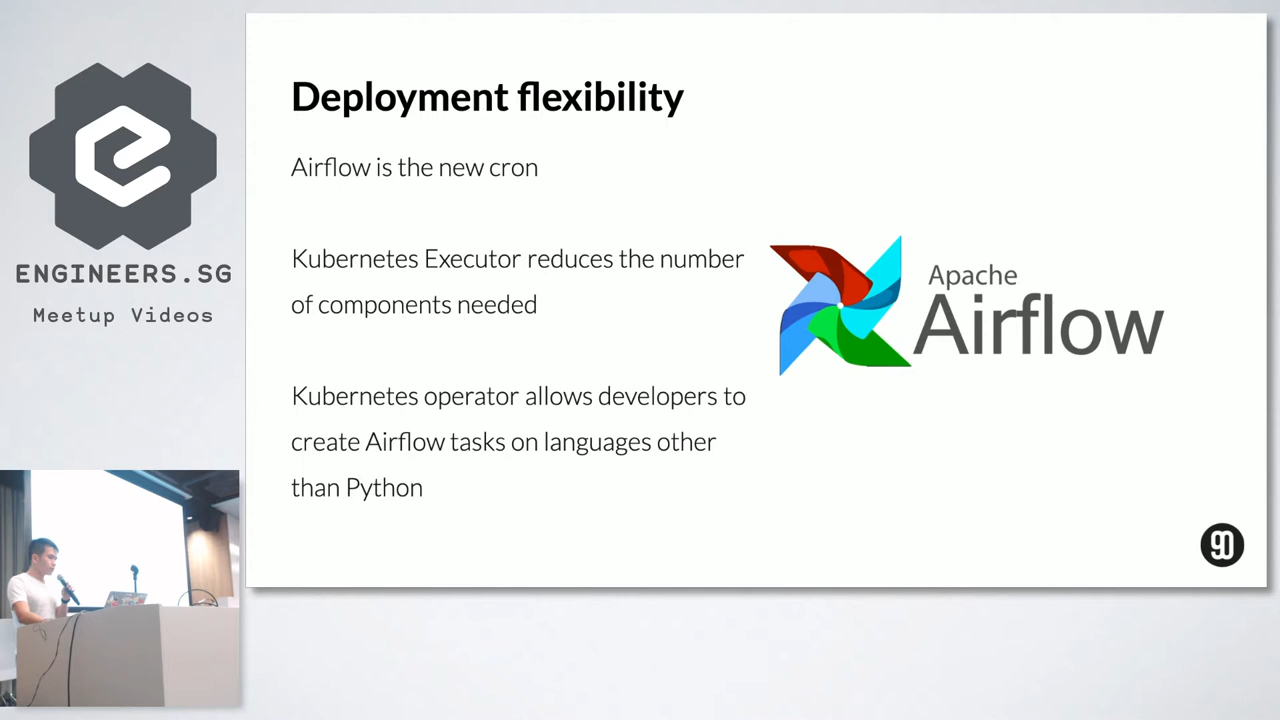 ENGINEERS.SG
Meetup Videos
Deployment flexibility
Airflow is the new cron
Kubernetes Executor reduces the number
of components needed
Kubernetes operator allows developers to
create Airflow tasks on languages other
than Python
Apache
Airflow
90